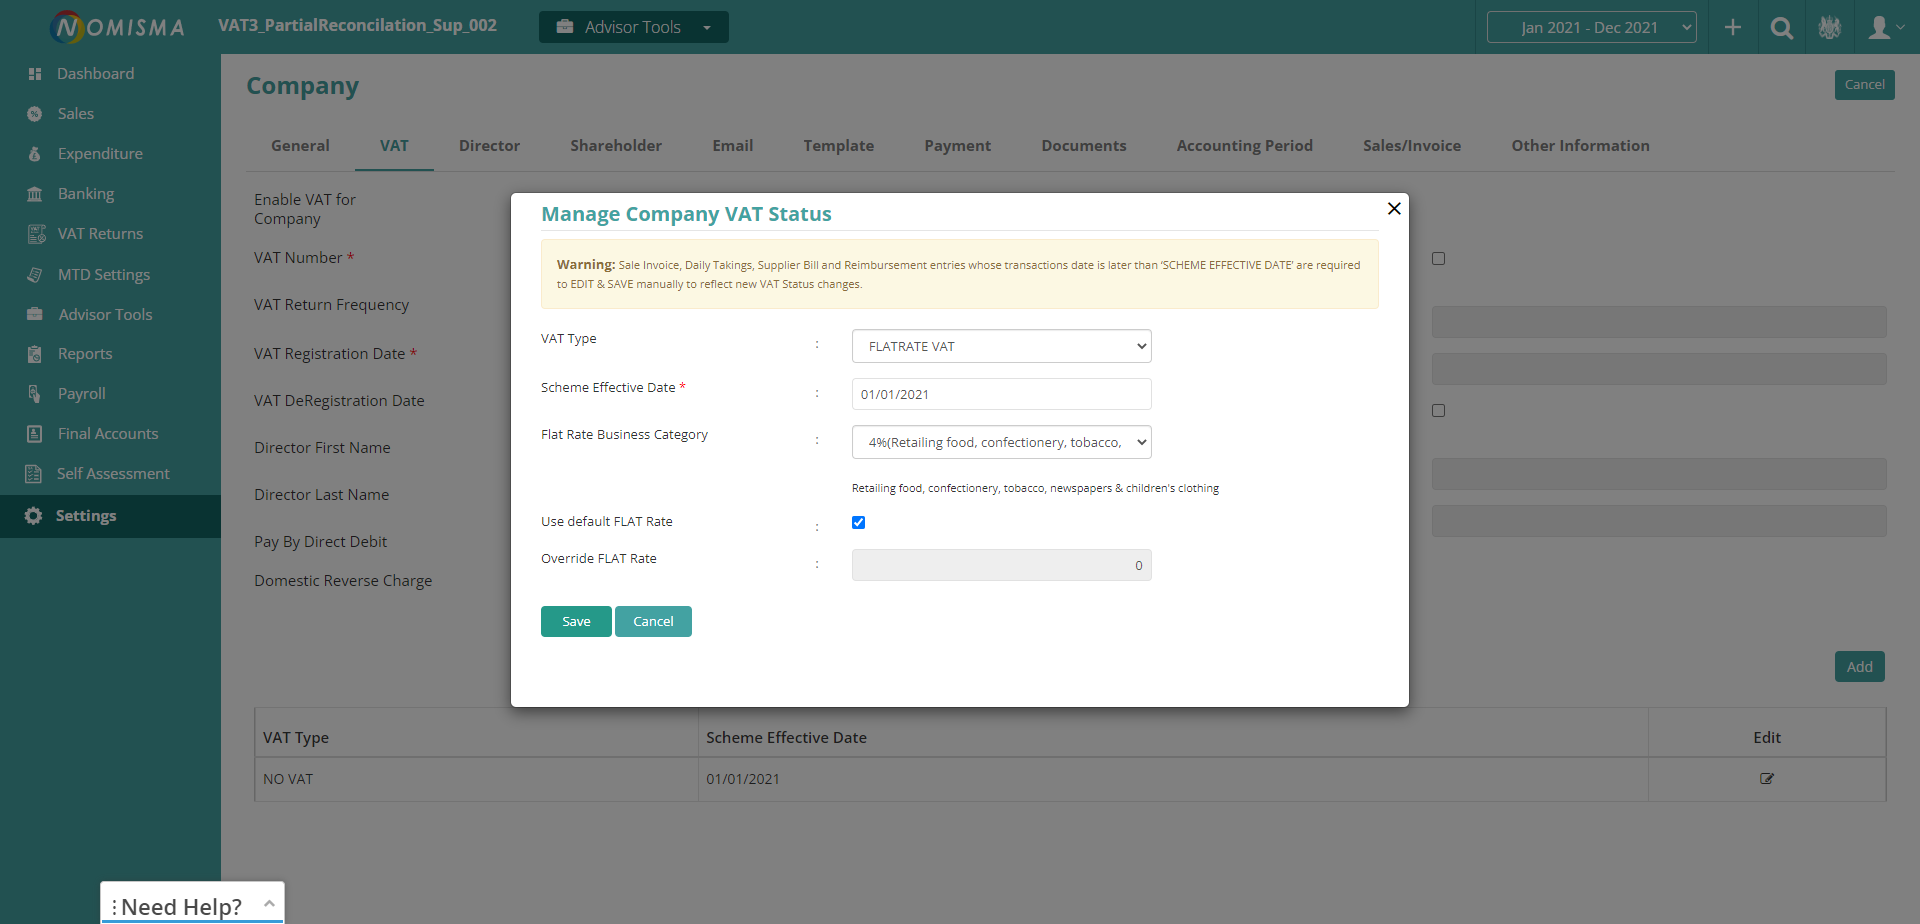 NOMISMA
VAT3_PartialReconcilation_Sup_002
Advisor Tools
Jan 2021 - Dec 2021
Dashboard
Sales
Expenditure
Banking
VAT Returns
MTD Settings
Advisor Tools
Reports
Payroll
Final Accounts
Self Assessment
Settings
Company
Cancel
General VAT Director Shareholder Email Template Payment Documents Accounting Period Sales/Invoice Other Information
Enable VAT for
Company
VAT Number *
VAT Return Frequency
VAT Registration Date *
VAT DeRegistration Date
Director First Name
Director Last Name
Pay By Direct Debit
Domestic Reverse Charge
Manage Company VAT Status
Warning: Sale Invoice, Daily Takings, Supplier Bill and Reimbursement entries whose transactions date is later than 'SCHEME EFFECTIVE DATE' are required
to EDIT & SAVE manually to reflect new VAT Status changes.
VAT Type : FLATRATE VAT
Scheme Effective Date * : 01/01/2021
Flat Rate Business Category : 4%(Retailing food, confectionery, tobacco,
Retailing food, confectionery, tobacco, newspapers & children's clothing
Use default FLAT Rate :
Override FLAT Rate : 0
Save Cancel
Add
VAT Type Scheme Effective Date Edit
NO VAT 01/01/2021
Need Help?